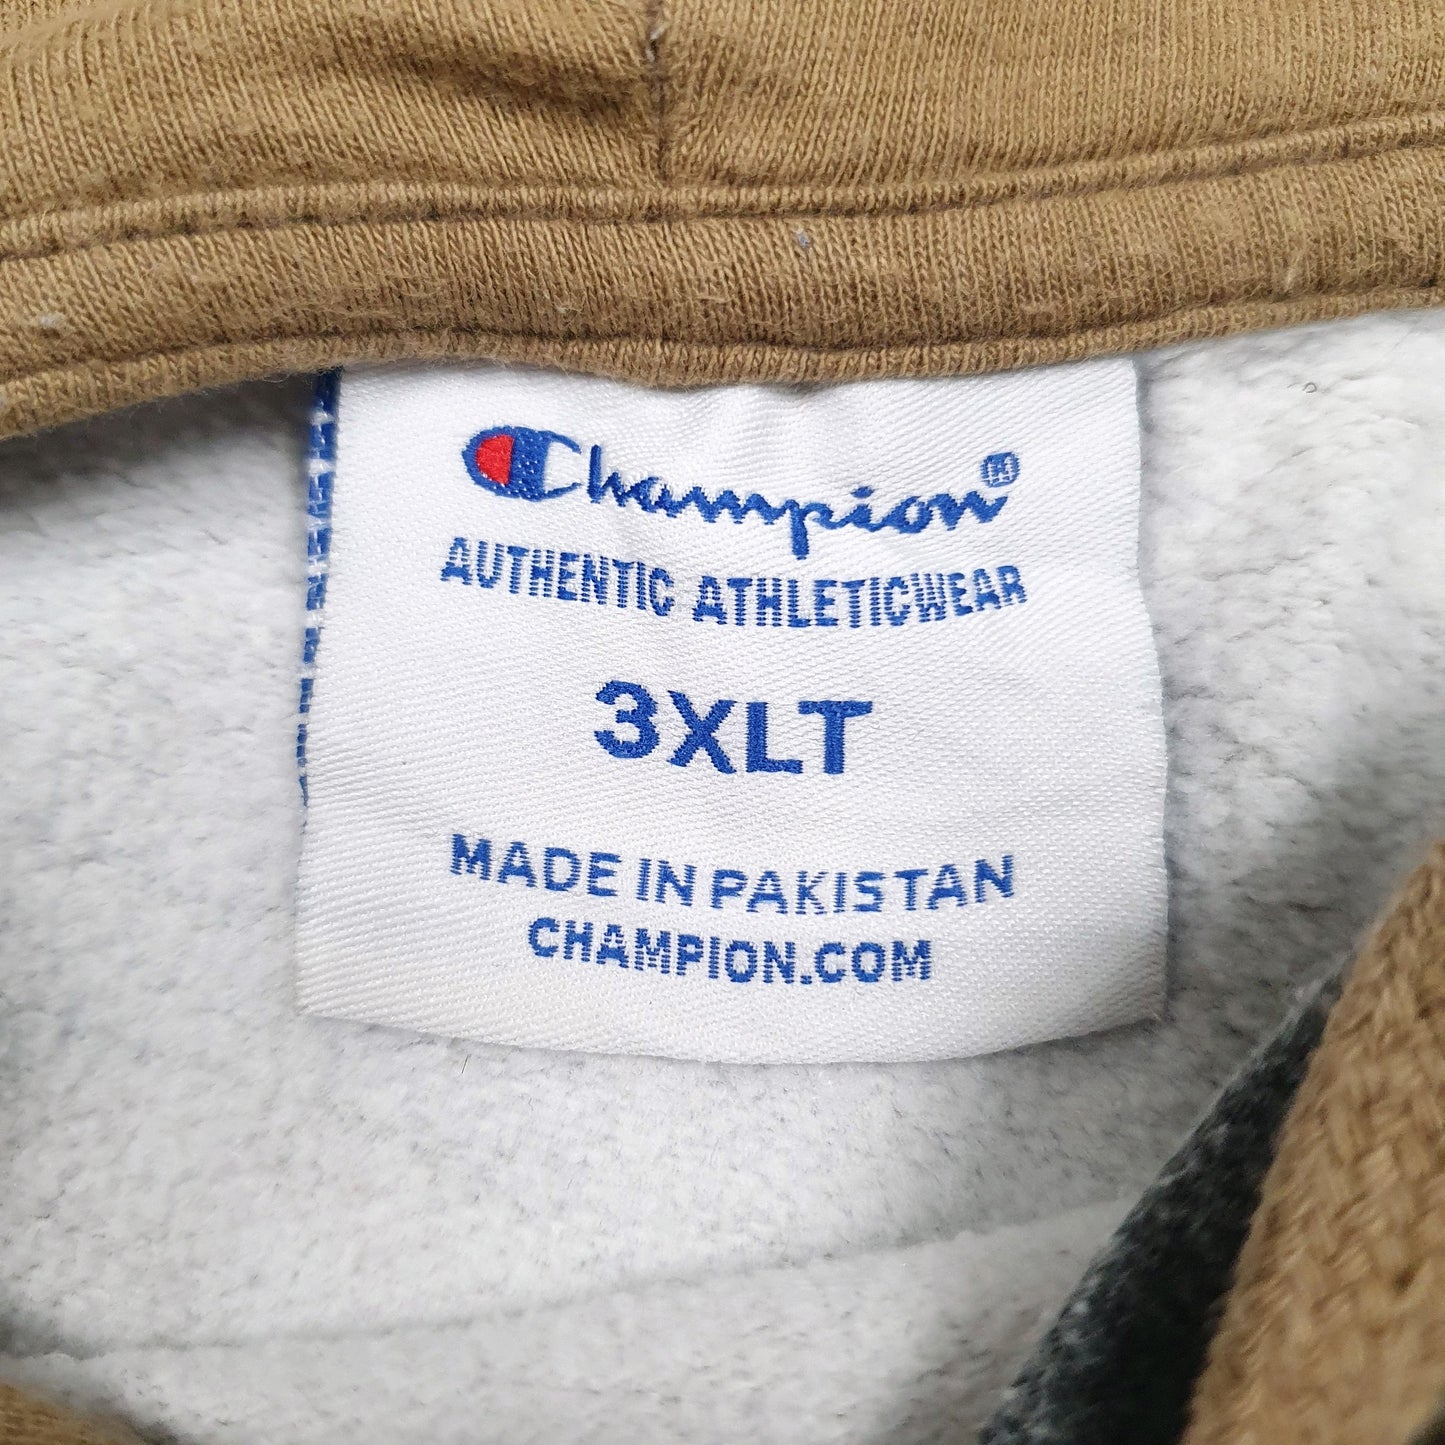 Champion®
AUTHENTIC ATHLETICWEAR
3XLT
MADE IN PAKISTAN
CHAMPION.COM